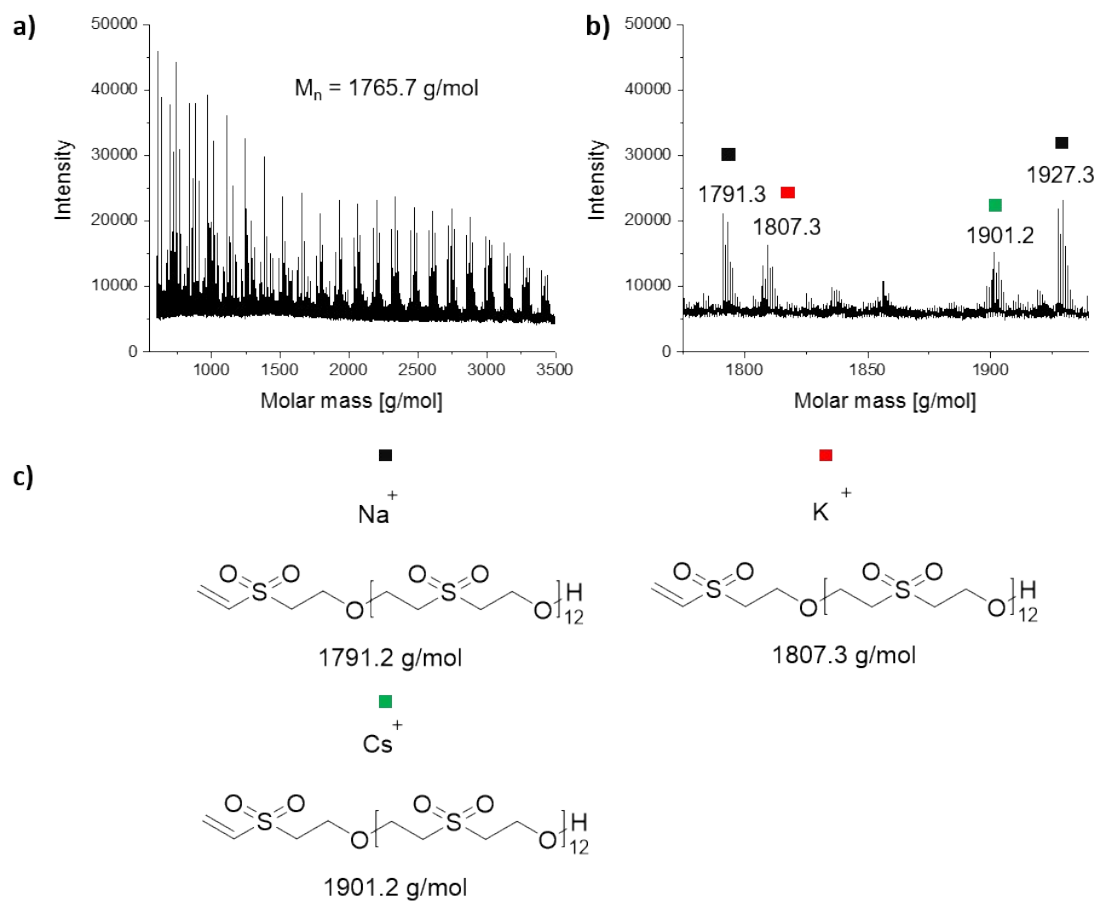 a)
50000
40000
30000
20000
10000
0
Intensity
Mn = 1765.7 g/mol
1000
1500
2000
2500
3000
3500
Molar mass [g/mol]
b)
50000
40000
30000
20000
10000
0
Intensity
1791.3
1807.3
1901.2
1927.3
1800
1850
1900
Molar mass [g/mol]
c)
Na+
O
S
O
O
O
S
O
O
H
12
1791.2 g/mol
K +
O
S
O
O
O
S
O
O
H
12
1807.3 g/mol
Cs+
O
S
O
O
O
S
O
O
H
12
1901.2 g/mol